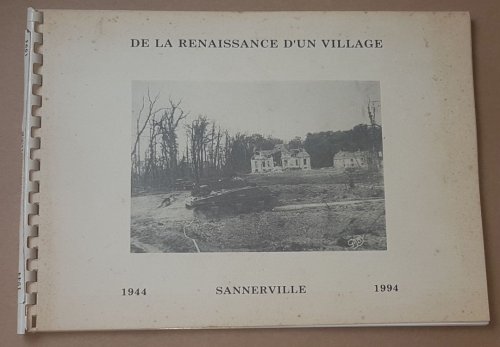 DE LA RENAISSANCE D'UN VILLAGE
1944 SANNERVILLE 1994